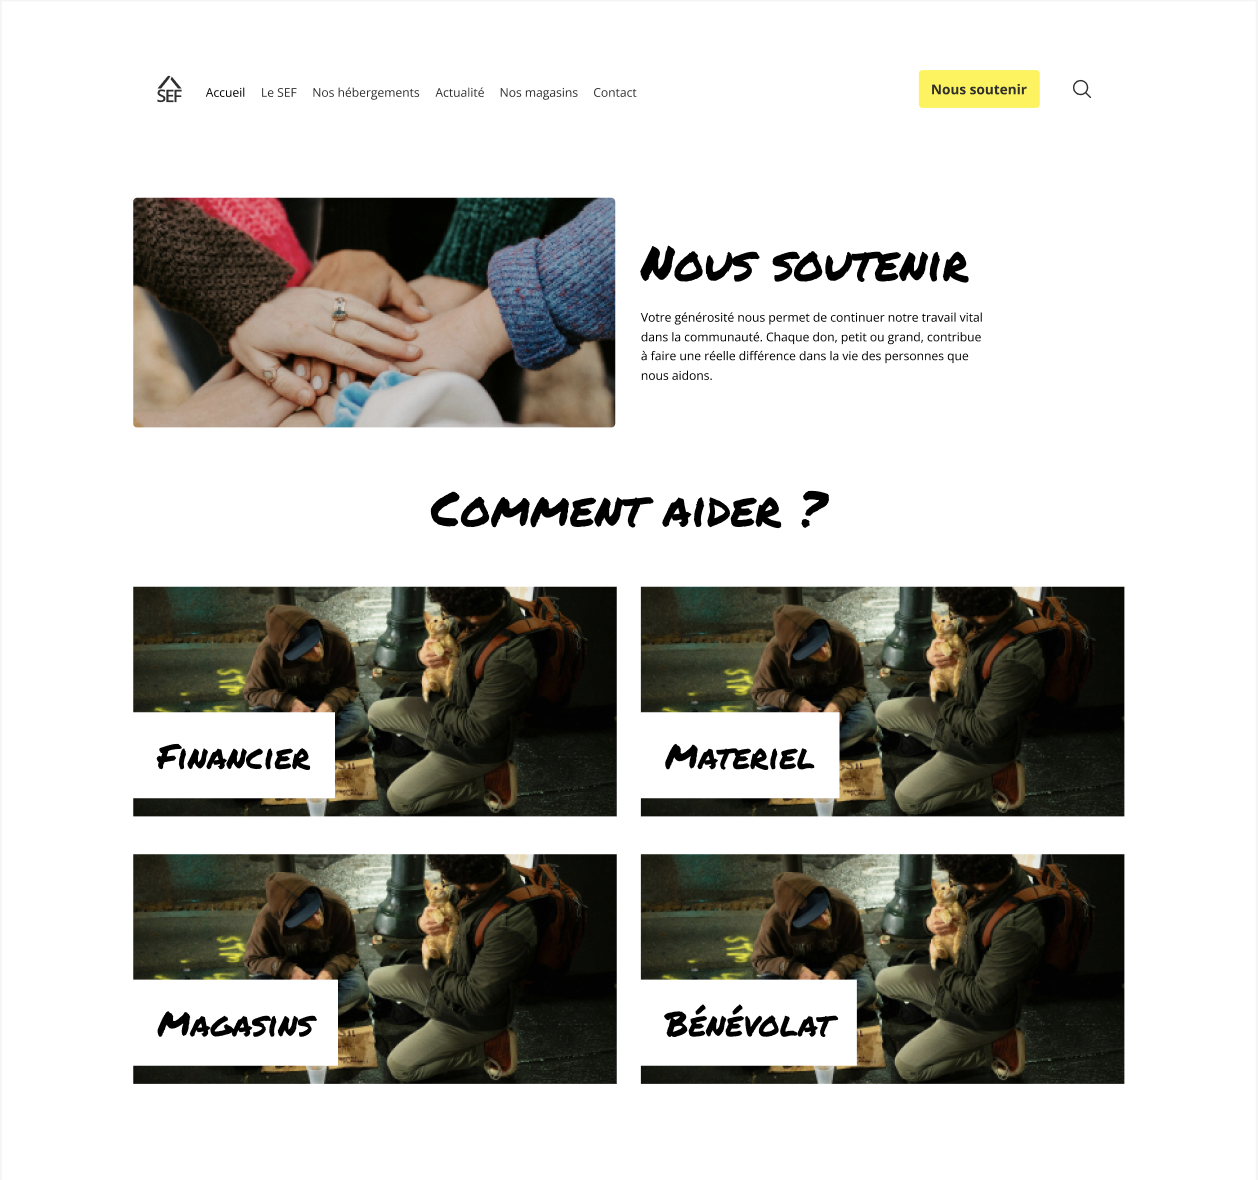 SEF
Accueil Le SEF Nos hébergements Actualité Nos magasins Contact
Nous soutenir
Nous soutenir
Votre générosité nous permet de continuer notre travail vital
dans la communauté. Chaque don, petit ou grand, contribue
à faire une réelle différence dans la vie des personnes que
nous aidons.
Comment aider ?
Financier
Materiel
Magasins
Bénévolat